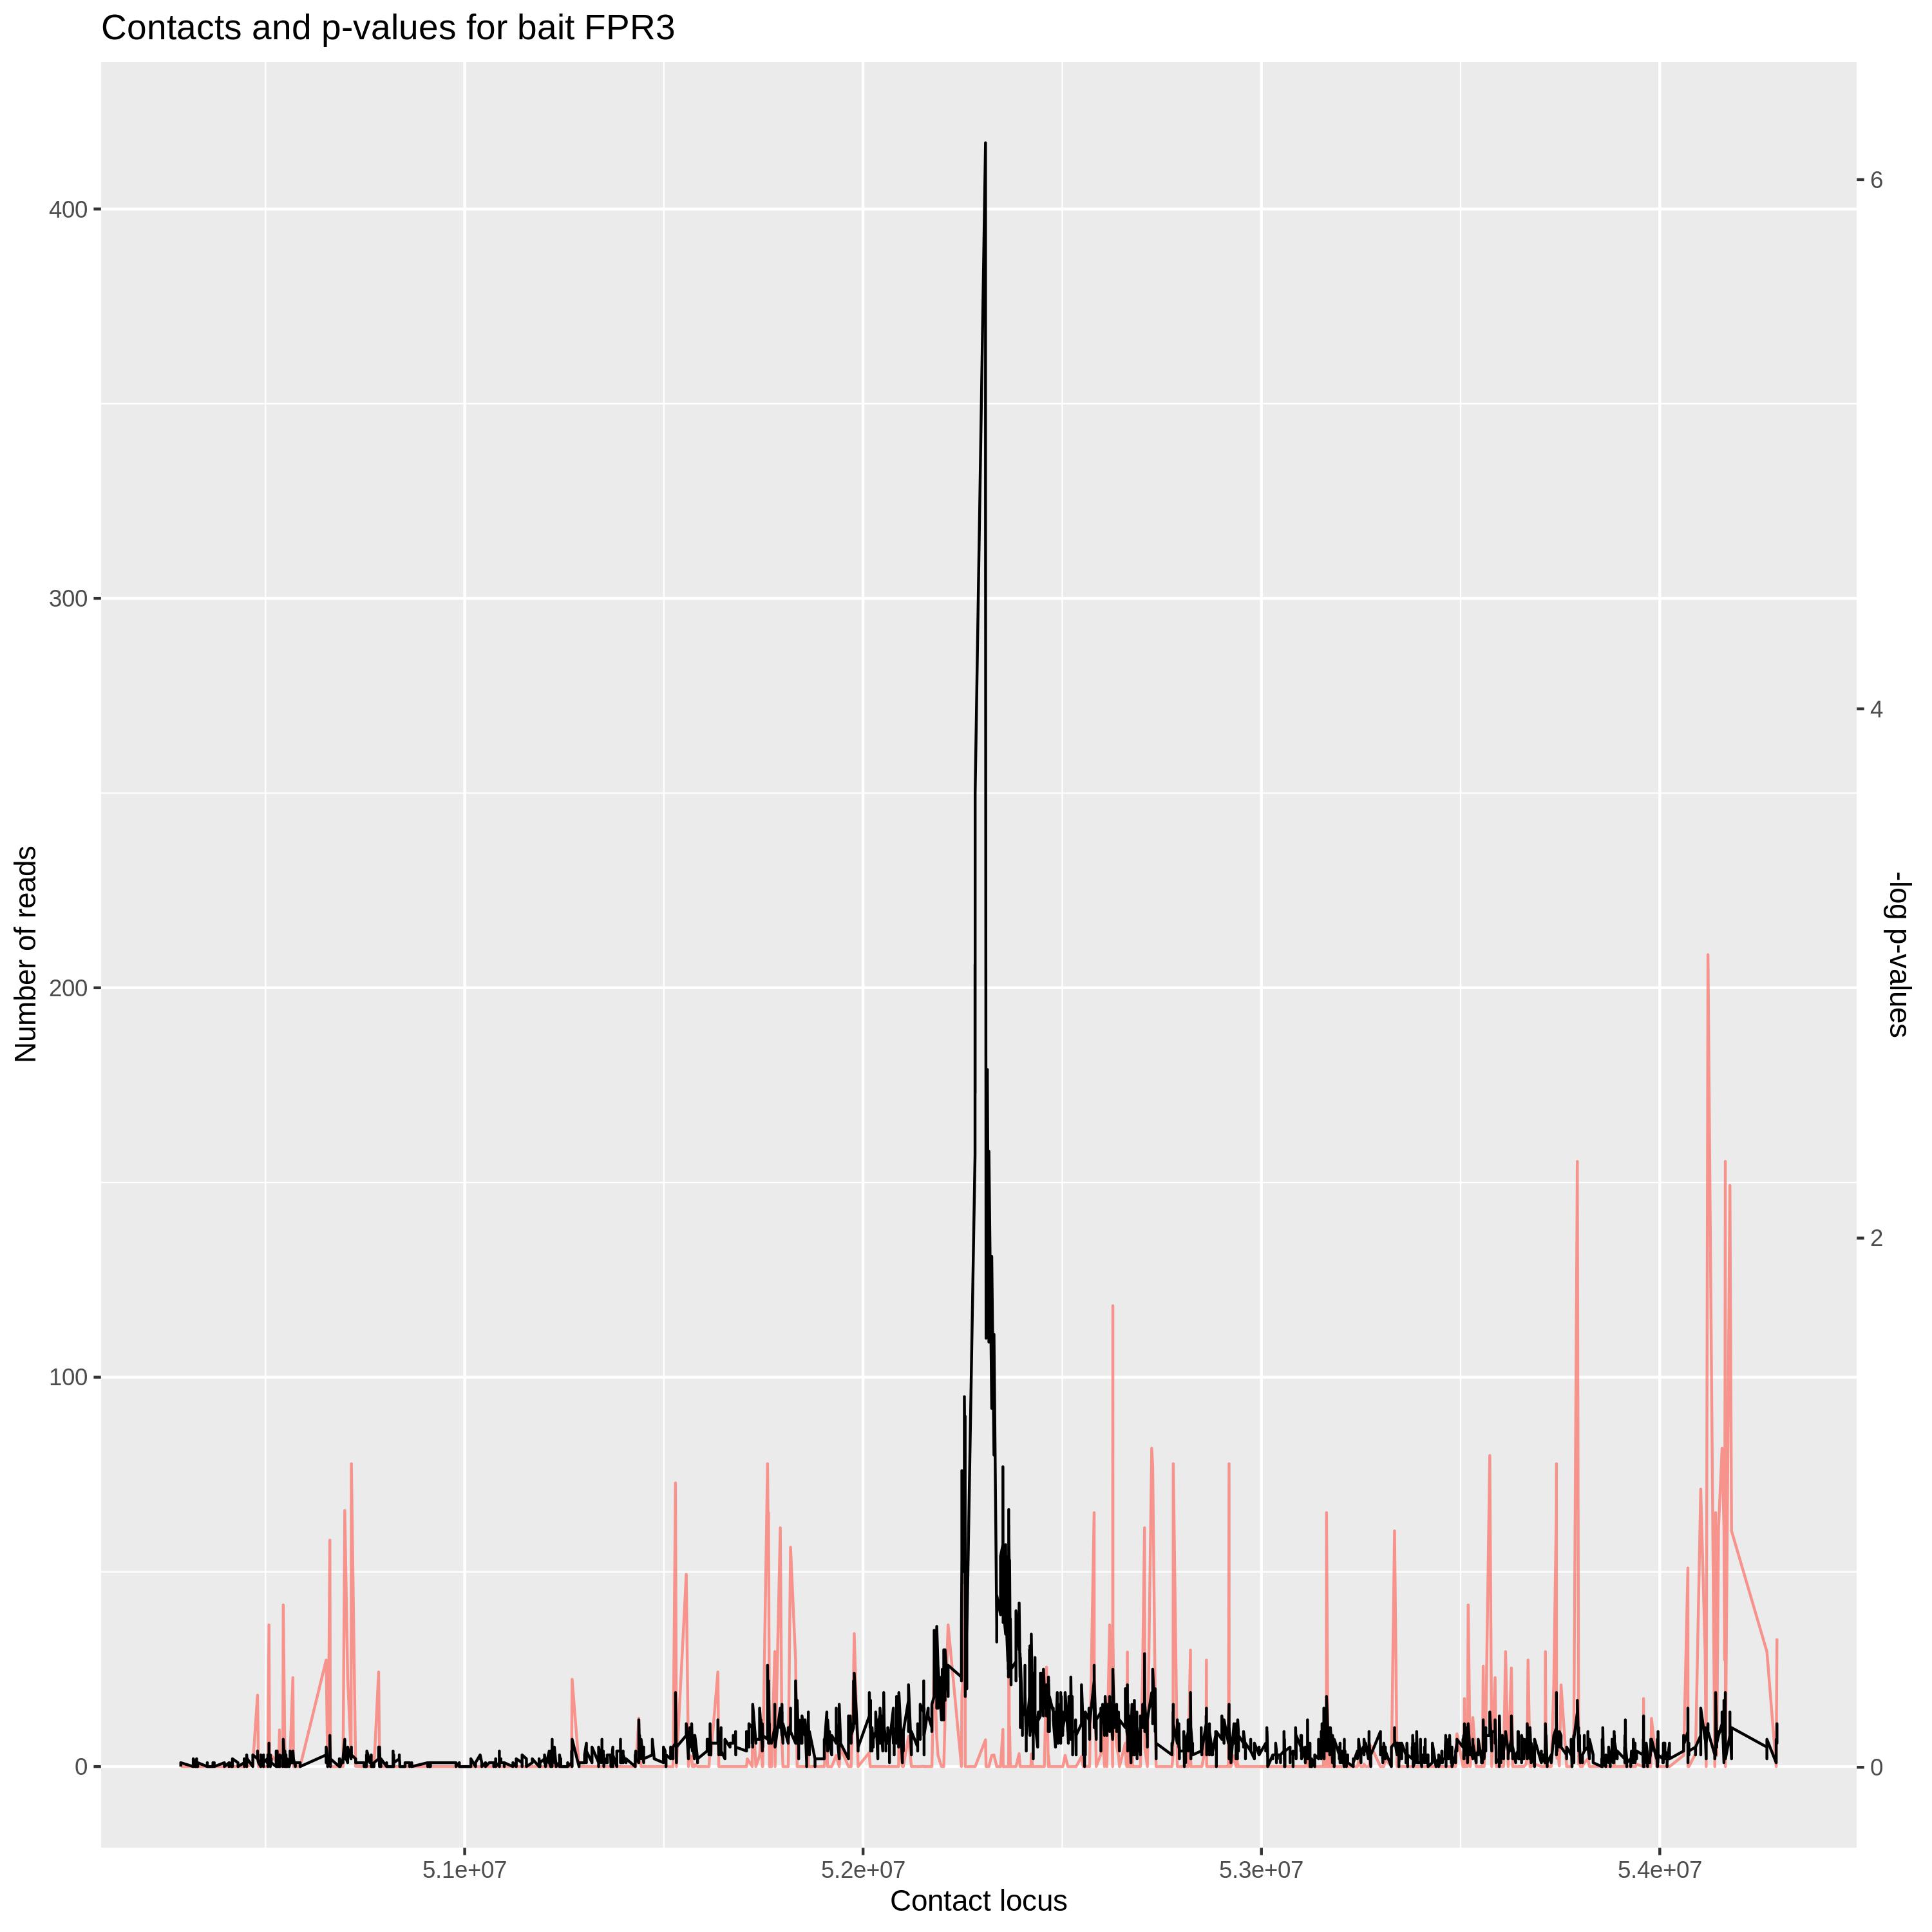 Contacts and p-values for bait FPR3
400
300
200
100
0
Number of reads
6
4
2
0
-log p-values
5.1e+07
5.2e+07
5.3e+07
5.4e+07
Contact locus